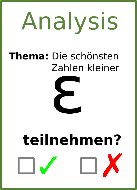 Analysis
Thema: Die schönsten
Zahlen kleiner
ε
teilnehmen?
☐ ✓ ☐ ✗